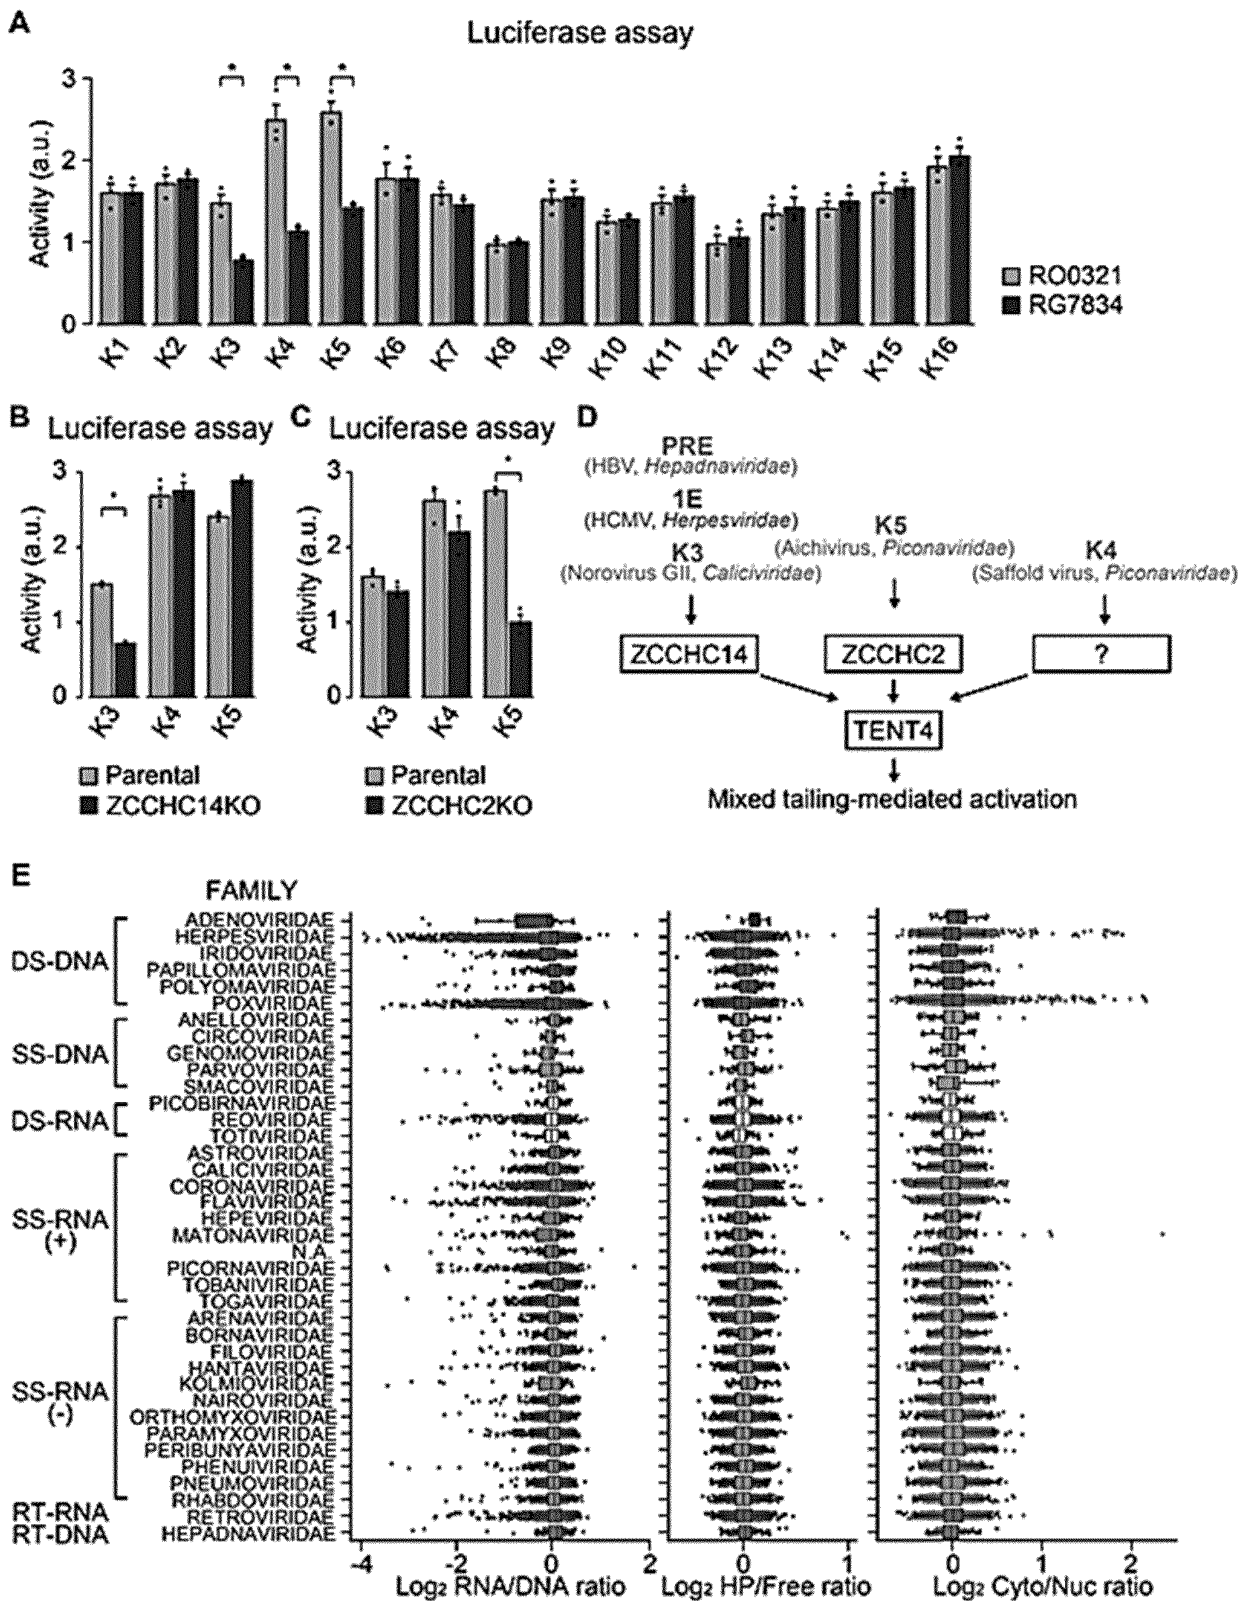 A
Luciferase assay
Activity (a.u.)
3
2
1
0
* * *
K1 K2 K3 K4 K5 K6 K7 K8 K9 K10 K11 K12 K13 K14 K15 K16
RO0321
RG7834
B
Luciferase assay
Activity (a.u.)
3
2
1
0
*
K3 K4 K5
Parental
ZCCHC14KO
C
Luciferase assay
Activity (a.u.)
3
2
1
0
*
K3 K4 K5
Parental
ZCCHC2KO
D
PRE
(HBV, Hepadnaviridae)
1E
(HCMV, Herpesviridae)
K3
(Norovirus GII, Caliciviridae)
K5
(Aichivirus, Piconaviridae)
K4
(Saffold virus, Piconaviridae)
ZCCHC14
ZCCHC2
?
TENT4
Mixed tailing-mediated activation
E
FAMILY
DS-DNA
ADENOVIRIDAE
HERPESVIRIDAE
IRIDOVIRIDAE
PAPILLOMAVIRIDAE
POLYOMAVIRIDAE
POXVIRIDAE
SS-DNA
ANELLOVIRIDAE
CIRCOVIRIDAE
GENOMOVIRIDAE
PARVOVIRIDAE
SMACOVIRIDAE
DS-RNA
PICOBIRNAVIRIDAE
REOVIRIDAE
TOTIVIRIDAE
SS-RNA
(+)
ASTROVIRIDAE
CALICIVIRIDAE
CORONAVIRIDAE
FLAVIVIRIDAE
HEPEVIRIDAE
MATONAVIRIDAE
N.A.
PICORNAVIRIDAE
TOBANIVIRIDAE
TOGAVIRIDAE
SS-RNA
(-)
ARENAVIRIDAE
BORNAVIRIDAE
FILOVIRIDAE
HANTAVIRIDAE
KOLMIOVIRIDAE
NAIROVIRIDAE
ORTHOMYXOVIRIDAE
PARAMYXOVIRIDAE
PERIBUNYAVIRIDAE
PHENUIVIRIDAE
PNEUMOVIRIDAE
RHABDOVIRIDAE
RT-RNA
RETROVIRIDAE
RT-DNA
HEPADNAVIRIDAE
-4 -2 0 2
Log2 RNA/DNA ratio
0 1
Log2 HP/Free ratio
0 1 2
Log2 Cyto/Nuc ratio